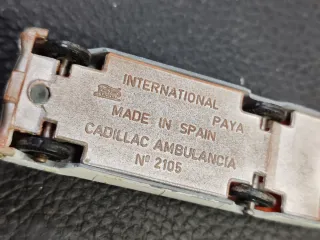 INTERNATIONAL
PAYA
MADE IN SPAIN
CADILLAC AMBULANCIA
Nº 2105